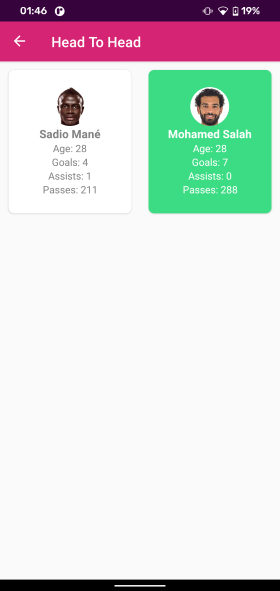 01:46 19%
Head To Head
Sadio Mané
Age: 28
Goals: 4
Assists: 1
Passes: 211
Mohamed Salah
Age: 28
Goals: 7
Assists: 0
Passes: 288